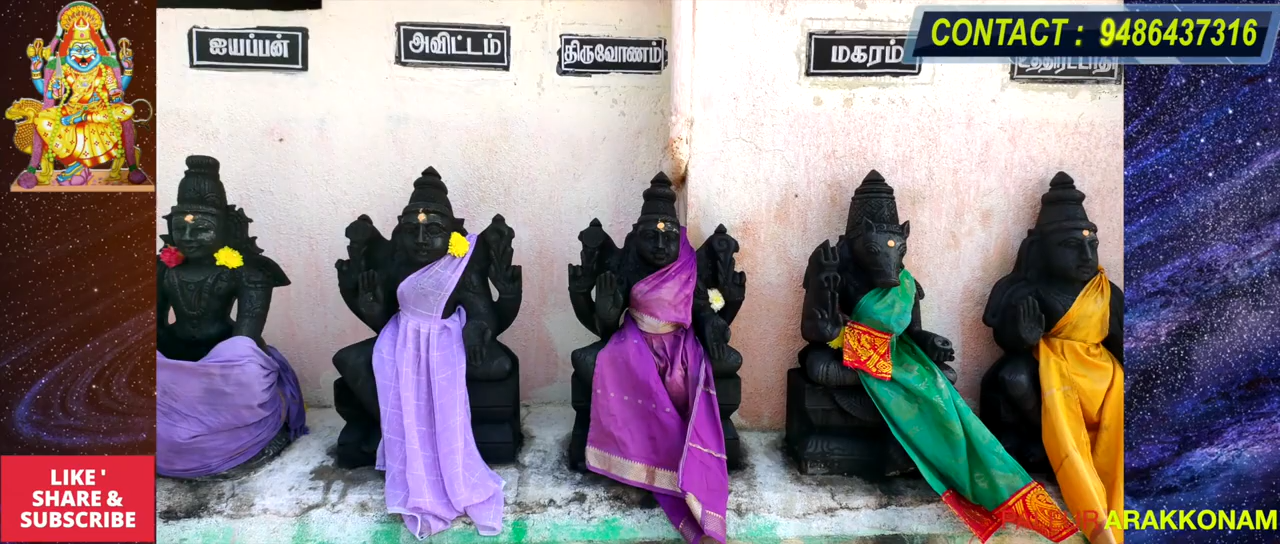 CONTACT : 9486437316
ஐயப்பன்
அவிட்டம்
திருவோணம்
மகரம்
LIKE '
SHARE &
SUBSCRIBE
ARAKKONAM